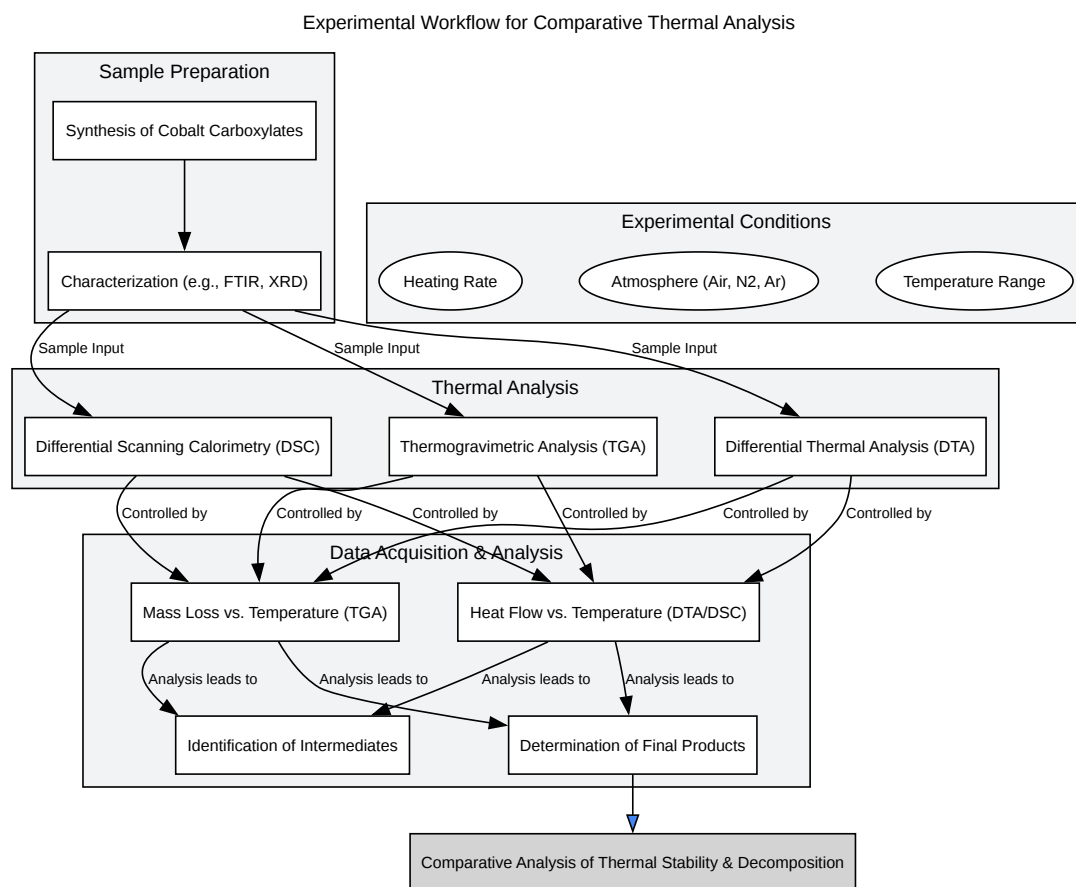 Experimental Workflow for Comparative Thermal Analysis
Sample Preparation
Synthesis of Cobalt Carboxylates
Experimental Conditions
Characterization (e.g., FTIR, XRD)
Heating Rate
Atmosphere (Air, N2, Ar)
Temperature Range
Sample Input
Sample Input
Sample Input
Thermal Analysis
Differential Scanning Calorimetry (DSC)
Thermogravimetric Analysis (TGA)
Differential Thermal Analysis (DTA)
Controlled by
Controlled by
Controlled by
Controlled by
Controlled by
Controlled by
Data Acquisition & Analysis
Mass Loss vs. Temperature (TGA)
Heat Flow vs. Temperature (DTA/DSC)
Analysis leads to
Analysis leads to
Analysis leads to
Analysis leads to
Identification of Intermediates
Determination of Final Products
Comparative Analysis of Thermal Stability & Decomposition